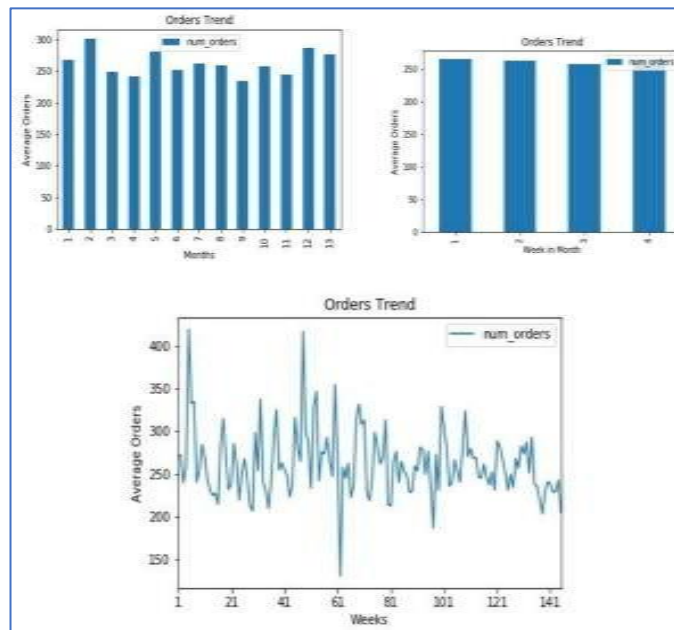 Orders Trend
num_orders
300
250
200
150
100
50
0
Average Orders
1 2 3 4 5 6 7 8 9 10 11 12 13
Months
Orders Trend
num_orders
250
200
150
100
50
0
Average Orders
1 2 3 4
Week in Month
Orders Trend
num_orders
400
350
300
250
200
150
Average Orders
1 21 41 61 81 101 121 141
Weeks